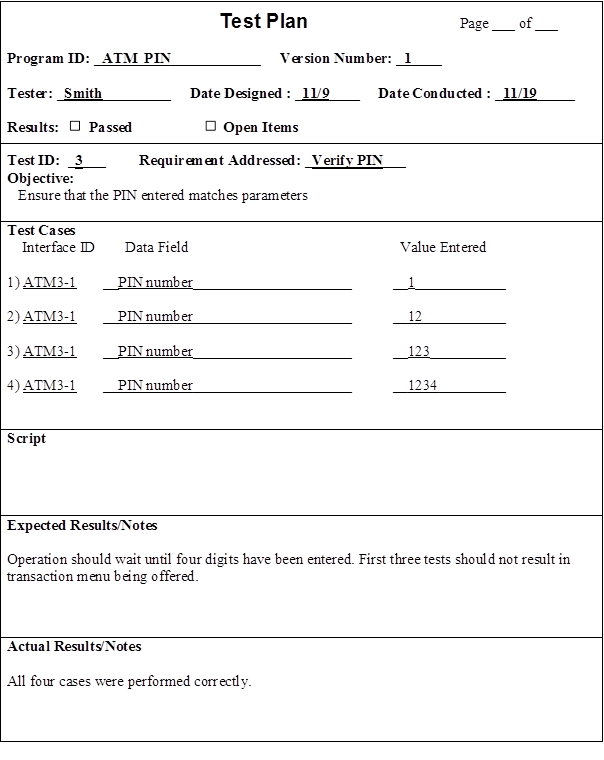 Test Plan Page ___ of ___
Program ID: ATM PIN Version Number: 1
Tester: Smith Date Designed : 11/9 Date Conducted : 11/19
Results: □ Passed □ Open Items
Test ID: 3 Requirement Addressed: Verify PIN
Objective:
Ensure that the PIN entered matches parameters
Test Cases
Interface ID Data Field Value Entered
1) ATM3-1 PIN number 1
2) ATM3-1 PIN number 12
3) ATM3-1 PIN number 123
4) ATM3-1 PIN number 1234
Script
Expected Results/Notes
Operation should wait until four digits have been entered. First three tests should not result in
transaction menu being offered.
Actual Results/Notes
All four cases were performed correctly.